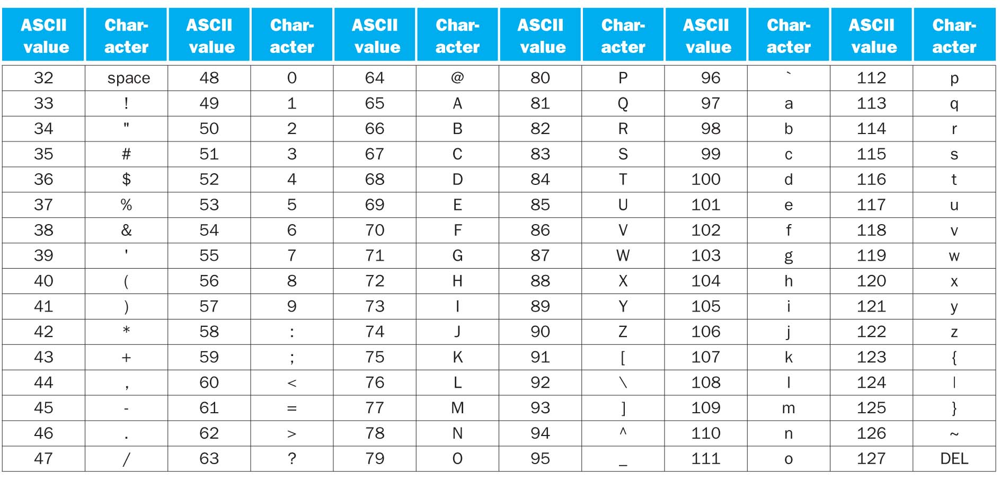 ASCII value Char-acter ASCII value Char-acter ASCII value Char-acter ASCII value Char-acter ASCII value Char-acter ASCII value Char-acter
32 space 48 0 64 @ 80 P 96 ` 112 p
33 ! 49 1 65 A 81 Q 97 a 113 q
34 " 50 2 66 B 82 R 98 b 114 r
35 # 51 3 67 C 83 S 99 c 115 s
36 $ 52 4 68 D 84 T 100 d 116 t
37 % 53 5 69 E 85 U 101 e 117 u
38 & 54 6 70 F 86 V 102 f 118 v
39 ' 55 7 71 G 87 W 103 g 119 w
40 ( 56 8 72 H 88 X 104 h 120 x
41 ) 57 9 73 I 89 Y 105 i 121 y
42 * 58 : 74 J 90 Z 106 j 122 z
43 + 59 ; 75 K 91 [ 107 k 123 {
44 , 60 < 76 L 92 \ 108 l 124 |
45 - 61 = 77 M 93 ] 109 m 125 }
46 . 62 > 78 N 94 ^ 110 n 126 ~
47 / 63 ? 79 O 95 _ 111 o 127 DEL